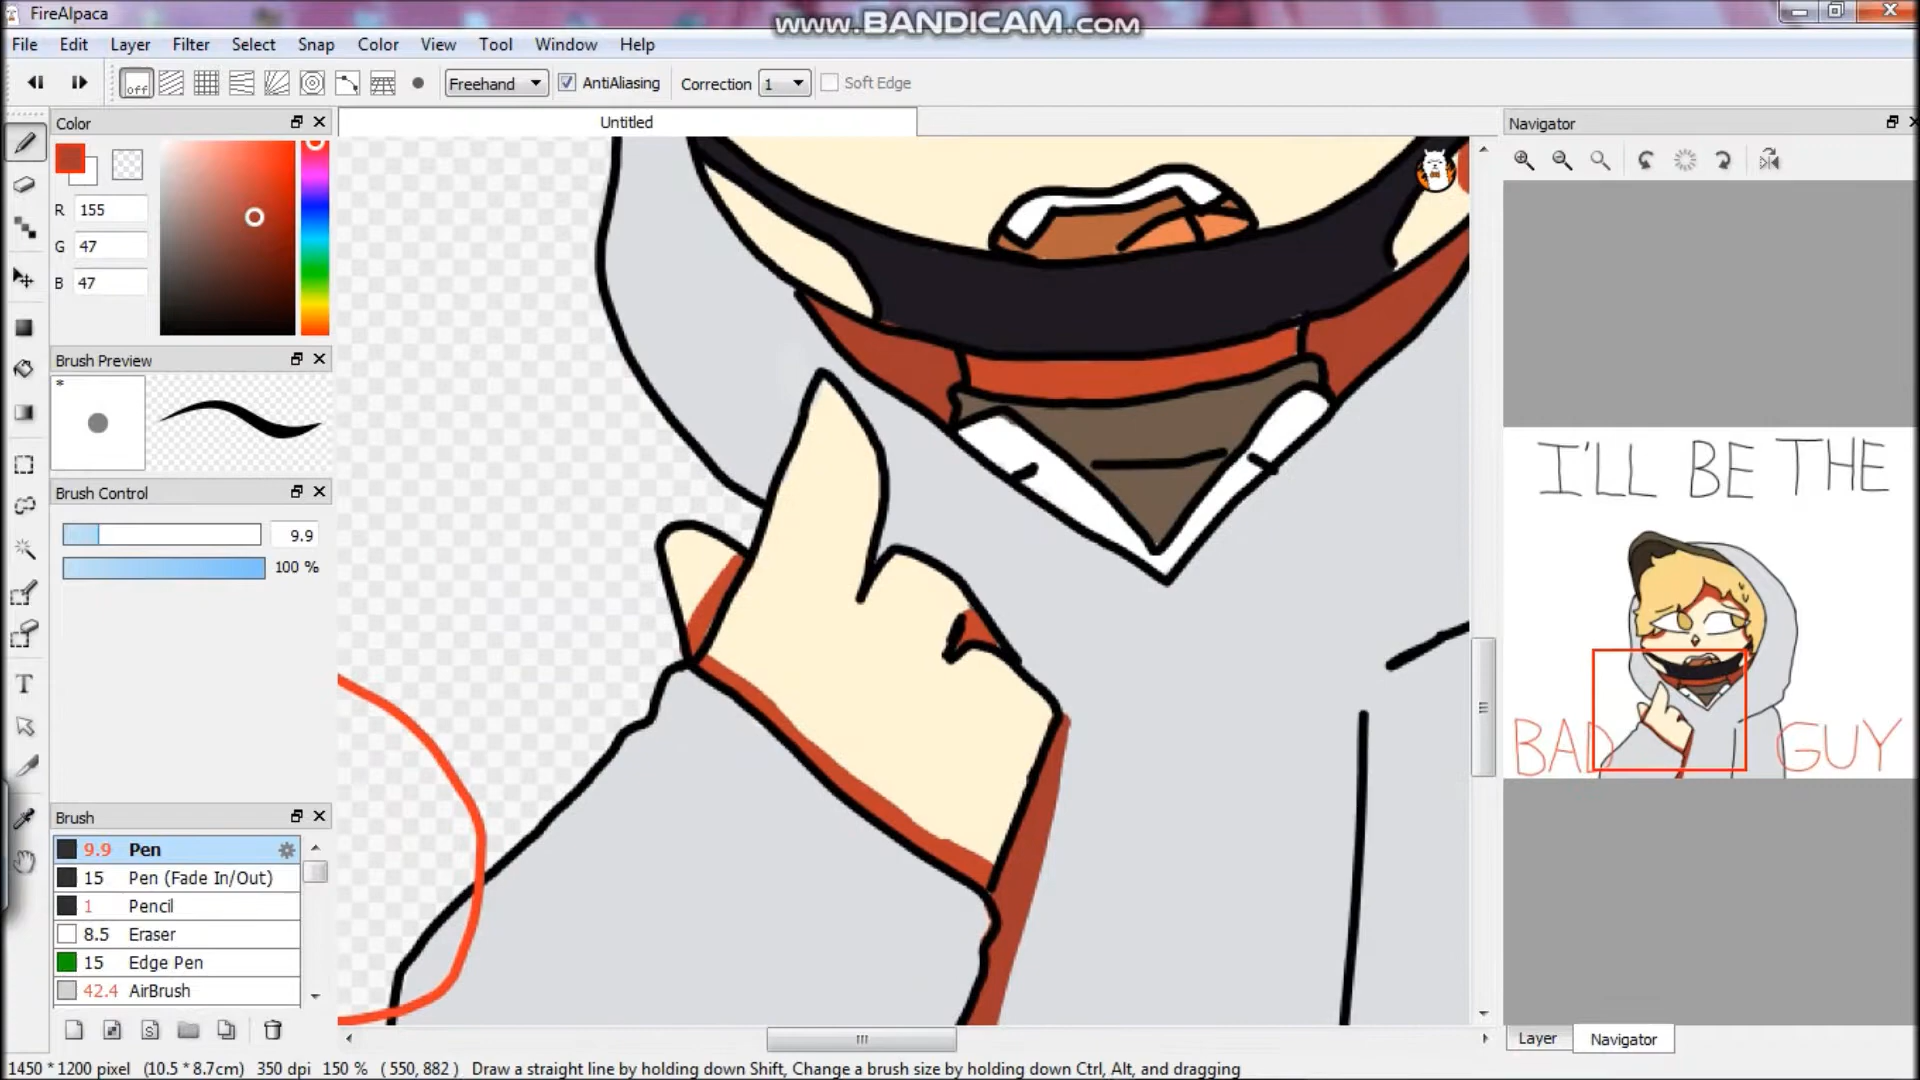 FireAlpaca
www.BANDICAM.com
File Edit Layer Filter Select Snap Color View Tool Window Help
off Freehand AntiAliasing Correction 1 Soft Edge
Color
Untitled
Navigator
R 155
G 47
B 47
Brush Preview
*
Brush Control
9.9
100 %
I'LL BE THE
BAD GUY
Brush
9.9 Pen
15 Pen (Fade In/Out)
1 Pencil
8.5 Eraser
15 Edge Pen
42.4 AirBrush
Layer Navigator
1450 * 1200 pixel (10.5 * 8.7cm) 350 dpi 150 % ( 550, 882 ) Draw a straight line by holding down Shift, Change a brush size by holding down Ctrl, Alt, and dragging